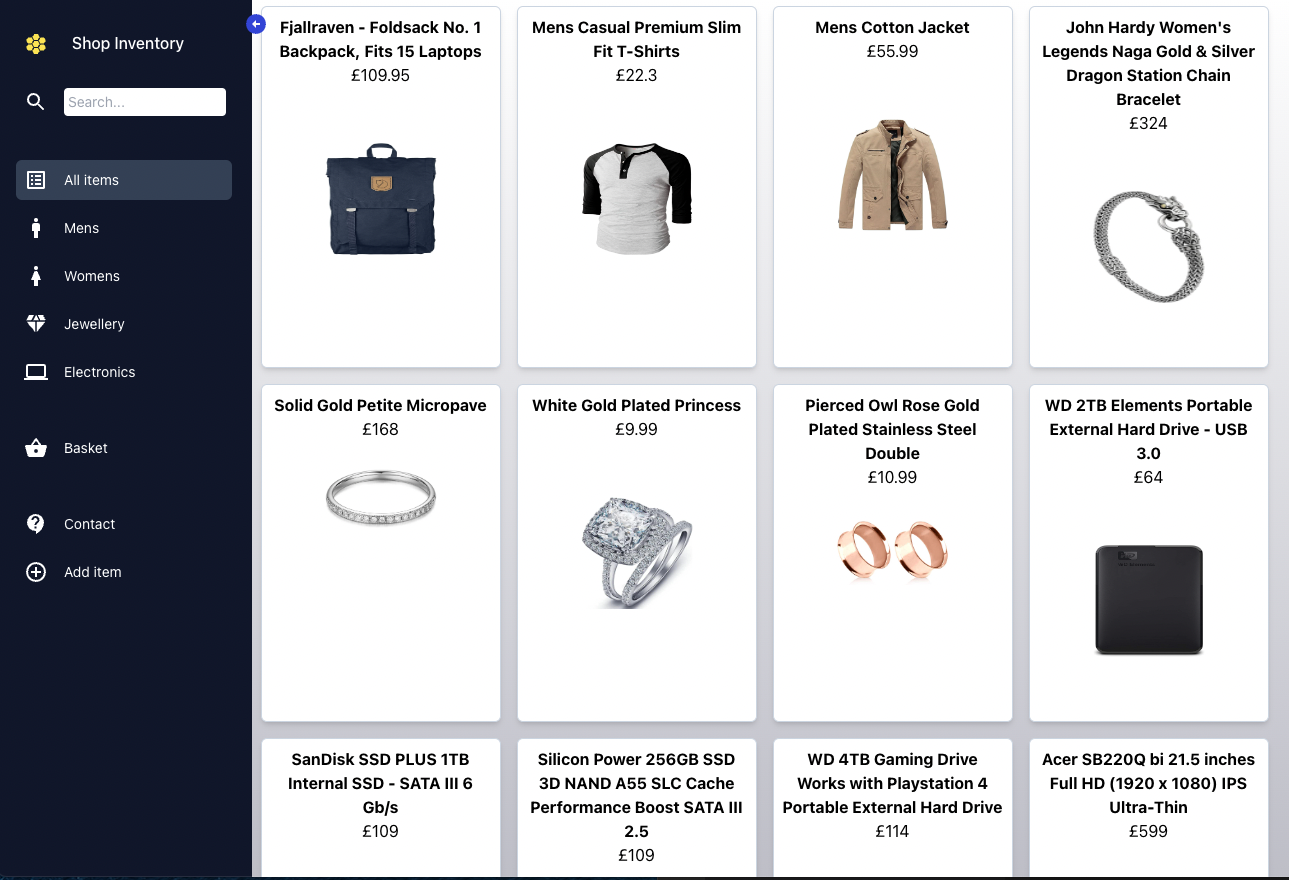 Shop Inventory
Search...
All items
Mens
Womens
Jewellery
Electronics
Basket
Contact
Add item
Fjallraven - Foldsack No. 1
Backpack, Fits 15 Laptops
£109.95
Mens Casual Premium Slim
Fit T-Shirts
£22.3
Mens Cotton Jacket
£55.99
John Hardy Women's
Legends Naga Gold & Silver
Dragon Station Chain
Bracelet
£324
Solid Gold Petite Micropave
£168
White Gold Plated Princess
£9.99
Pierced Owl Rose Gold
Plated Stainless Steel
Double
£10.99
WD 2TB Elements Portable
External Hard Drive - USB
3.0
£64
SanDisk SSD PLUS 1TB
Internal SSD - SATA III 6
Gb/s
£109
Silicon Power 256GB SSD
3D NAND A55 SLC Cache
Performance Boost SATA III
2.5
£109
WD 4TB Gaming Drive
Works with Playstation 4
Portable External Hard Drive
£114
Acer SB220Q bi 21.5 inches
Full HD (1920 x 1080) IPS
Ultra-Thin
£599